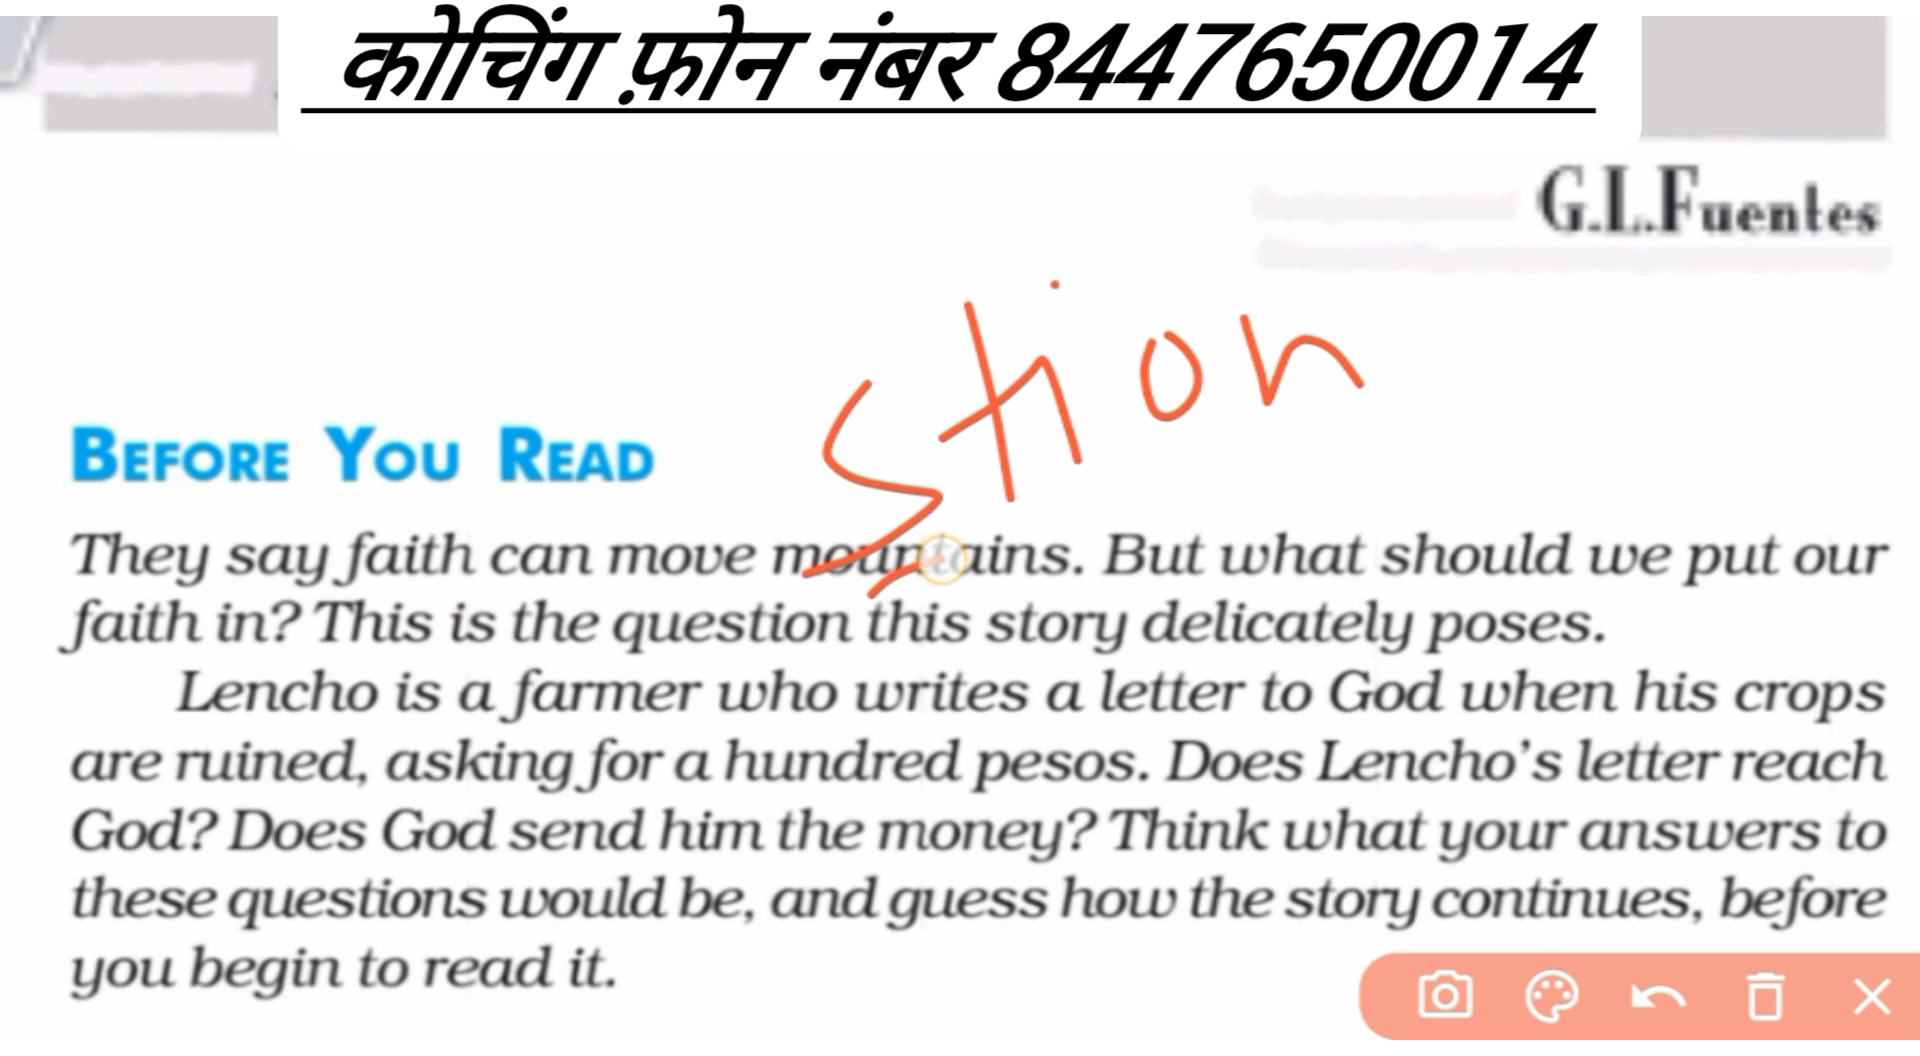 कोचिंग फ़ोन नंबर 8447650014
G.L.Fuentes
stion
BEFORE YOU READ
They say faith can move mountains. But what should we put our
faith in? This is the question this story delicately poses.
Lencho is a farmer who writes a letter to God when his crops
are ruined, asking for a hundred pesos. Does Lencho's letter reach
God? Does God send him the money? Think what your answers to
these questions would be, and guess how the story continues, before
you begin to read it.